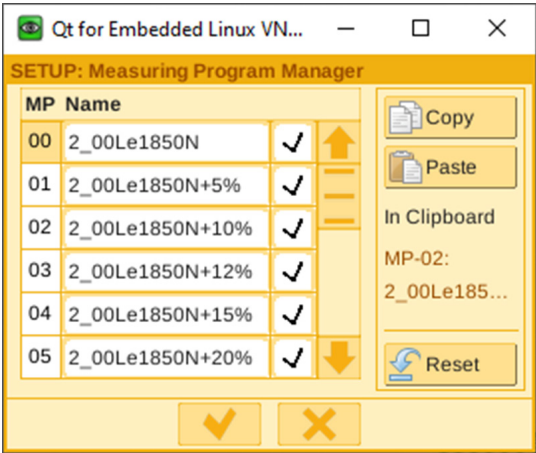 Qt for Embedded Linux VN...
SETUP: Measuring Program Manager
MP Name
00 2_00Le1850N
01 2_00Le1850N+5%
02 2_00Le1850N+10%
03 2_00Le1850N+12%
04 2_00Le1850N+15%
05 2_00Le1850N+20%
Copy
Paste
In Clipboard
MP-02:
2_00Le185...
Reset